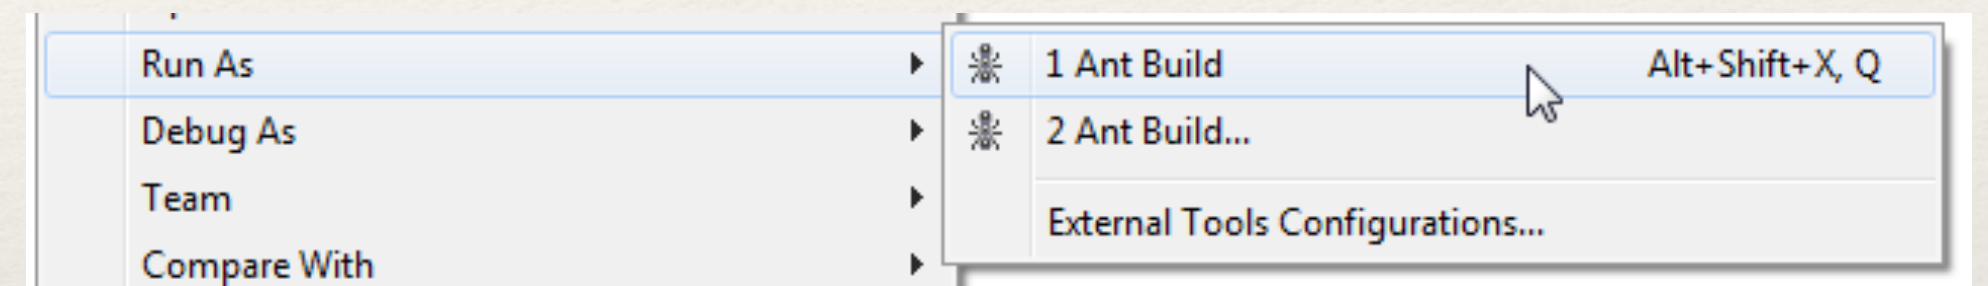 Run As
1 Ant Build Alt+Shift+X, Q
Debug As
2 Ant Build...
Team
External Tools Configurations...
Compare With